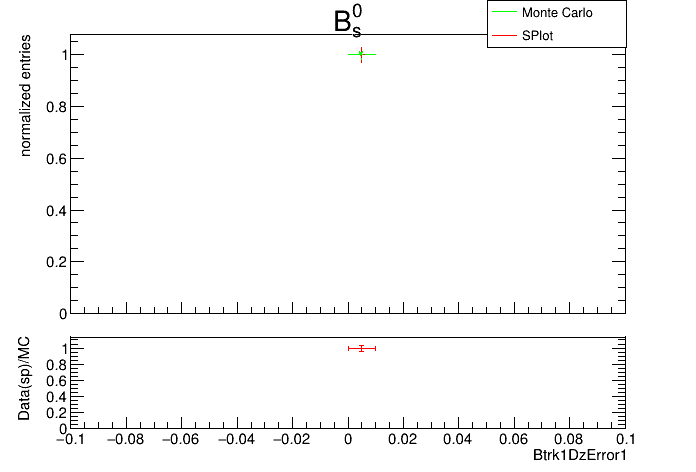 B_s^0
Monte Carlo
SPlot
normalized entries
1
0.8
0.6
0.4
0.2
0
Data(sp)/MC
1
0.8
0.6
0.4
0.2
0
−0.1 −0.08 −0.06 −0.04 −0.02 0 0.02 0.04 0.06 0.08 0.1
Btrk1DzError1